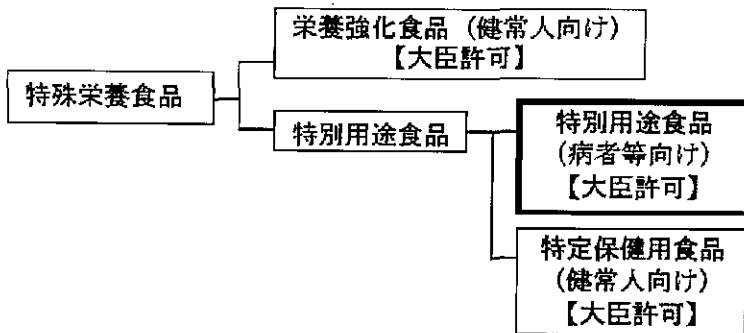 栄養強化食品(健常人向け)
【大臣許可】
特殊栄養食品
特別用途食品
特別用途食品
(病者等向け)
【大臣許可】
特定保健用食品
(健常人向け)
【大臣許可】